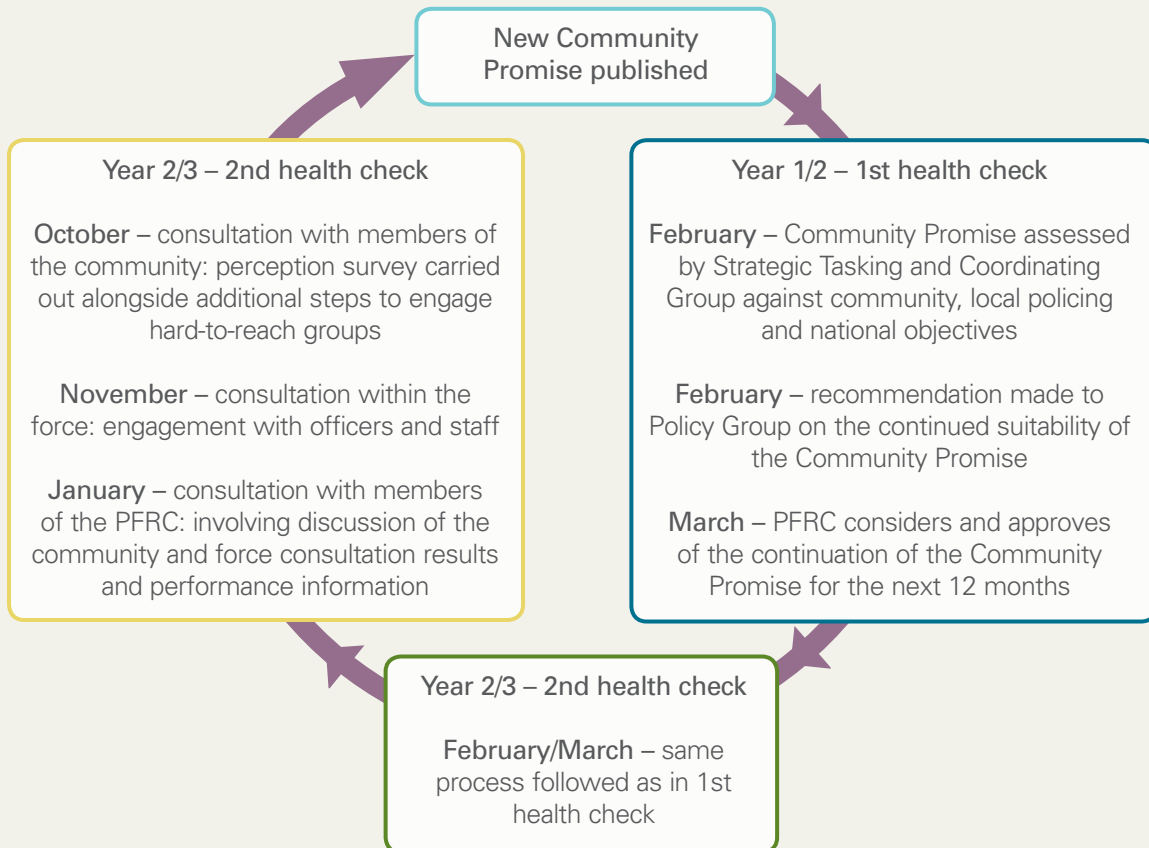 New Community
Promise published
Year 2/3 – 2nd health check
October – consultation with members of
the community: perception survey carried
out alongside additional steps to engage
hard-to-reach groups
November – consultation within the
force: engagement with officers and staff
January – consultation with members
of the PFRC: involving discussion of the
community and force consultation results
and performance information
Year 1/2 – 1st health check
February – Community Promise assessed
by Strategic Tasking and Coordinating
Group against community, local policing
and national objectives
February – recommendation made to
Policy Group on the continued suitability of
the Community Promise
March – PFRC considers and approves
of the continuation of the Community
Promise for the next 12 months
Year 2/3 – 2nd health check
February/March – same
process followed as in 1st
health check